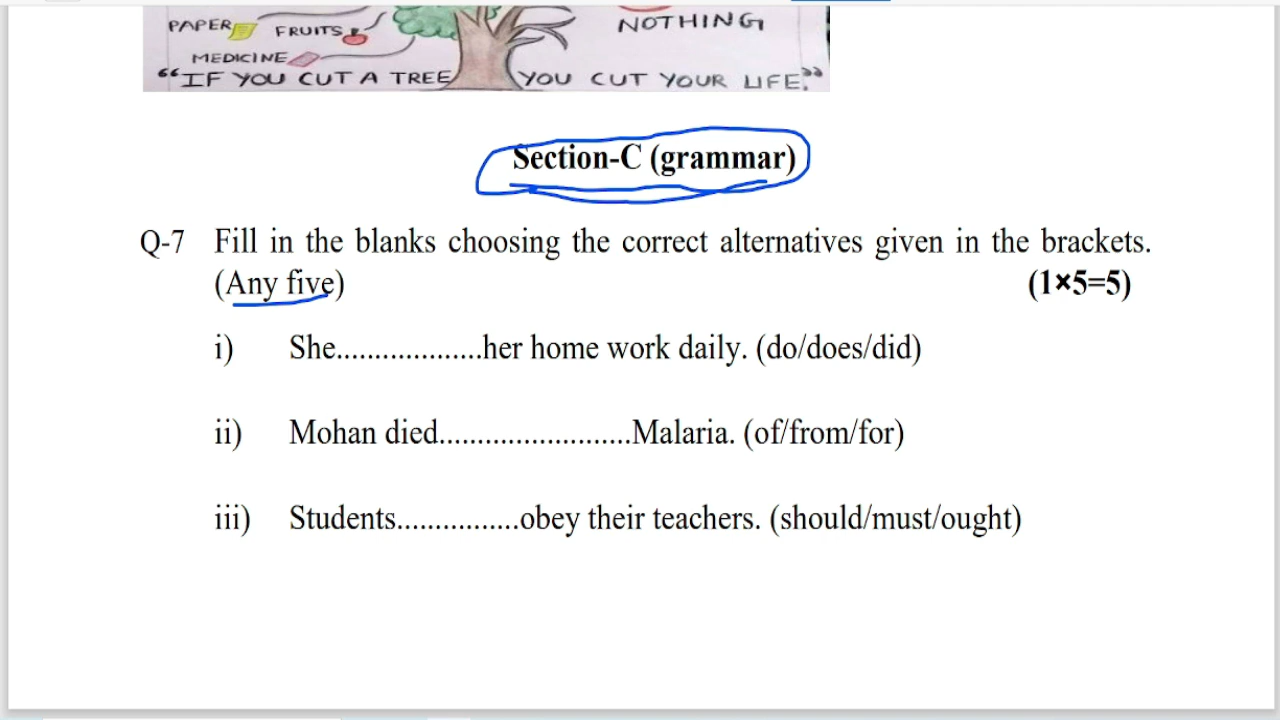 PAPER
FRUITS
NOTHING
MEDICINE
“IF YOU CUT A TREE YOU CUT YOUR LIFE.”
Section-C (grammar)
Q-7 Fill in the blanks choosing the correct alternatives given in the brackets.
(Any five) (1×5=5)
i) She...................her home work daily. (do/does/did)
ii) Mohan died.........................Malaria. (of/from/for)
iii) Students................obey their teachers. (should/must/ought)